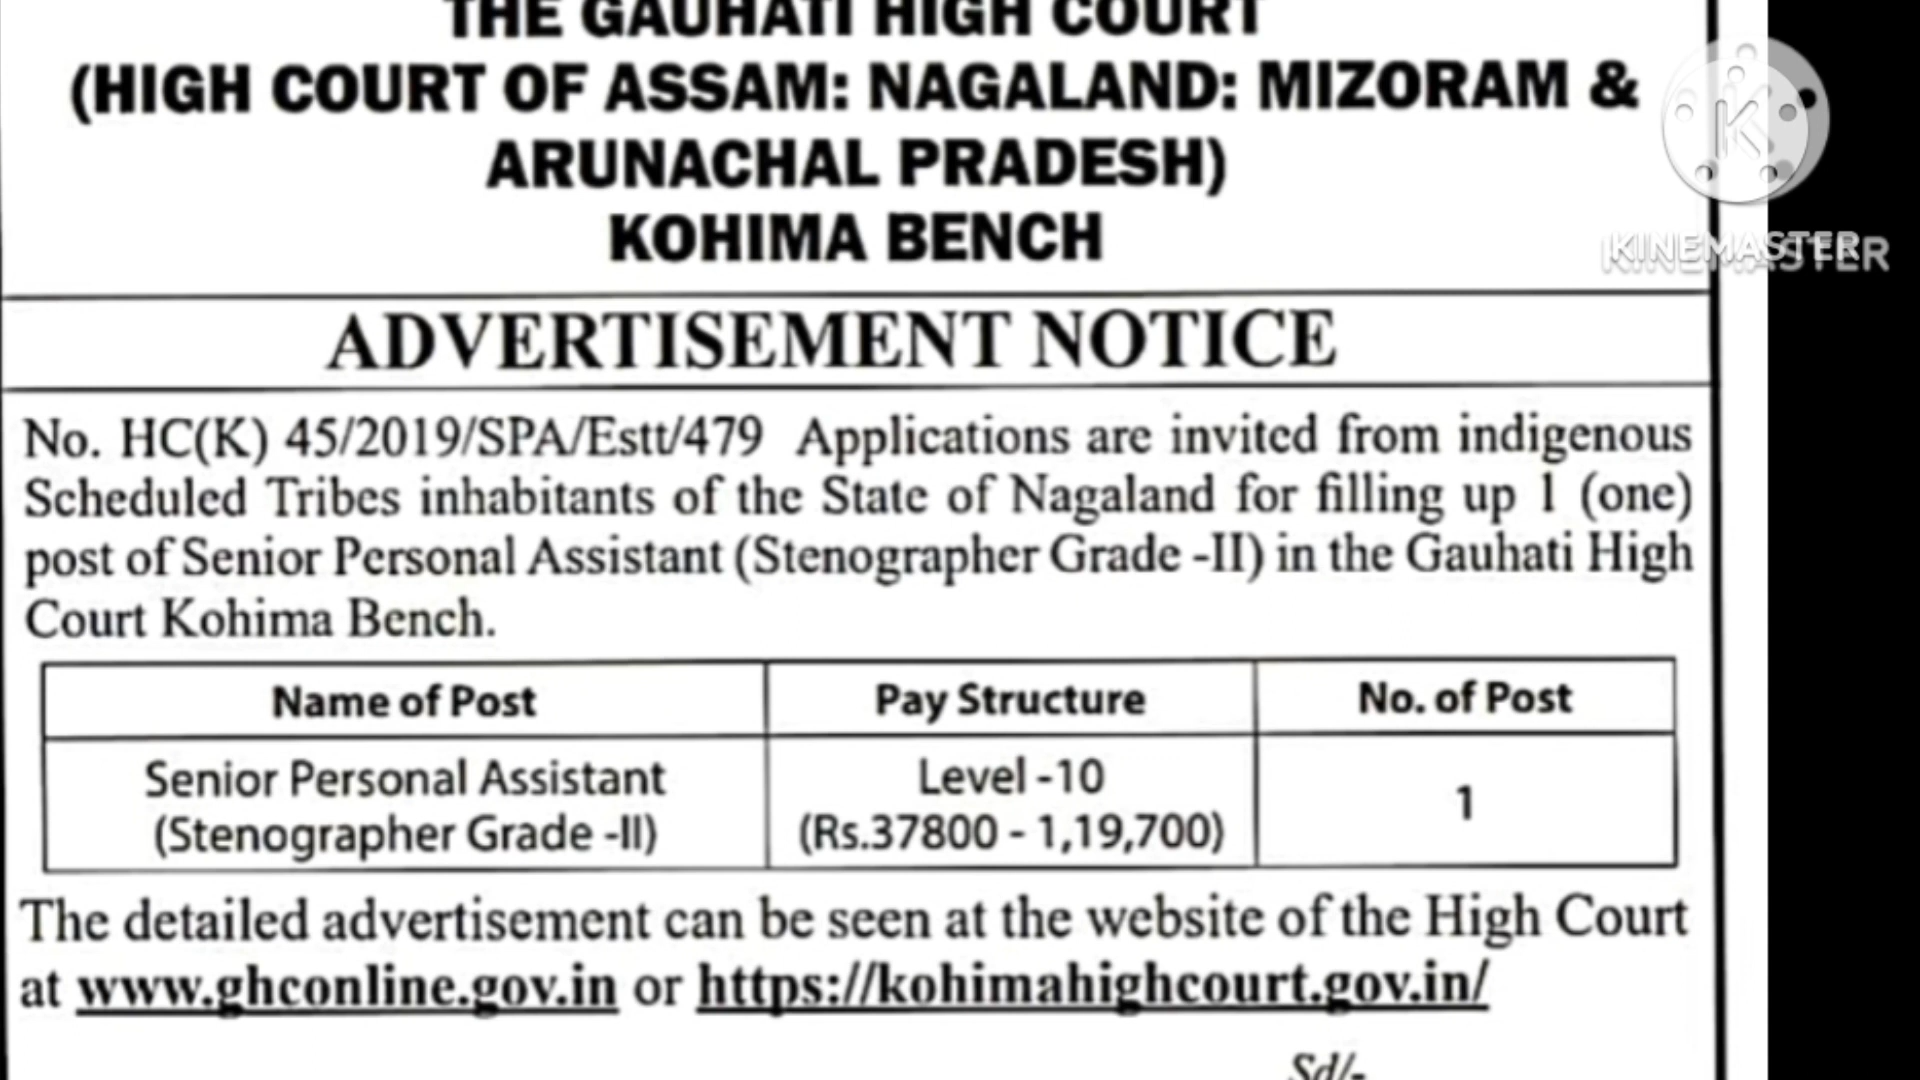 THE GAUHATI HIGH COURT
(HIGH COURT OF ASSAM: NAGALAND: MIZORAM &
ARUNACHAL PRADESH)
KOHIMA BENCH
K
KINEMASTER
ADVERTISEMENT NOTICE
No. HC(K) 45/2019/SPA/Estt/479 Applications are invited from indigenous
Scheduled Tribes inhabitants of the State of Nagaland for filling up 1 (one)
post of Senior Personal Assistant (Stenographer Grade -II) in the Gauhati High
Court Kohima Bench.
Name of Post Pay Structure No. of Post
Senior Personal Assistant Level -10
(Stenographer Grade -II) (Rs.37800 - 1,19,700) 1
The detailed advertisement can be seen at the website of the High Court
at www.ghconline.gov.in or https://kohimahighcourt.gov.in/
Sd/-